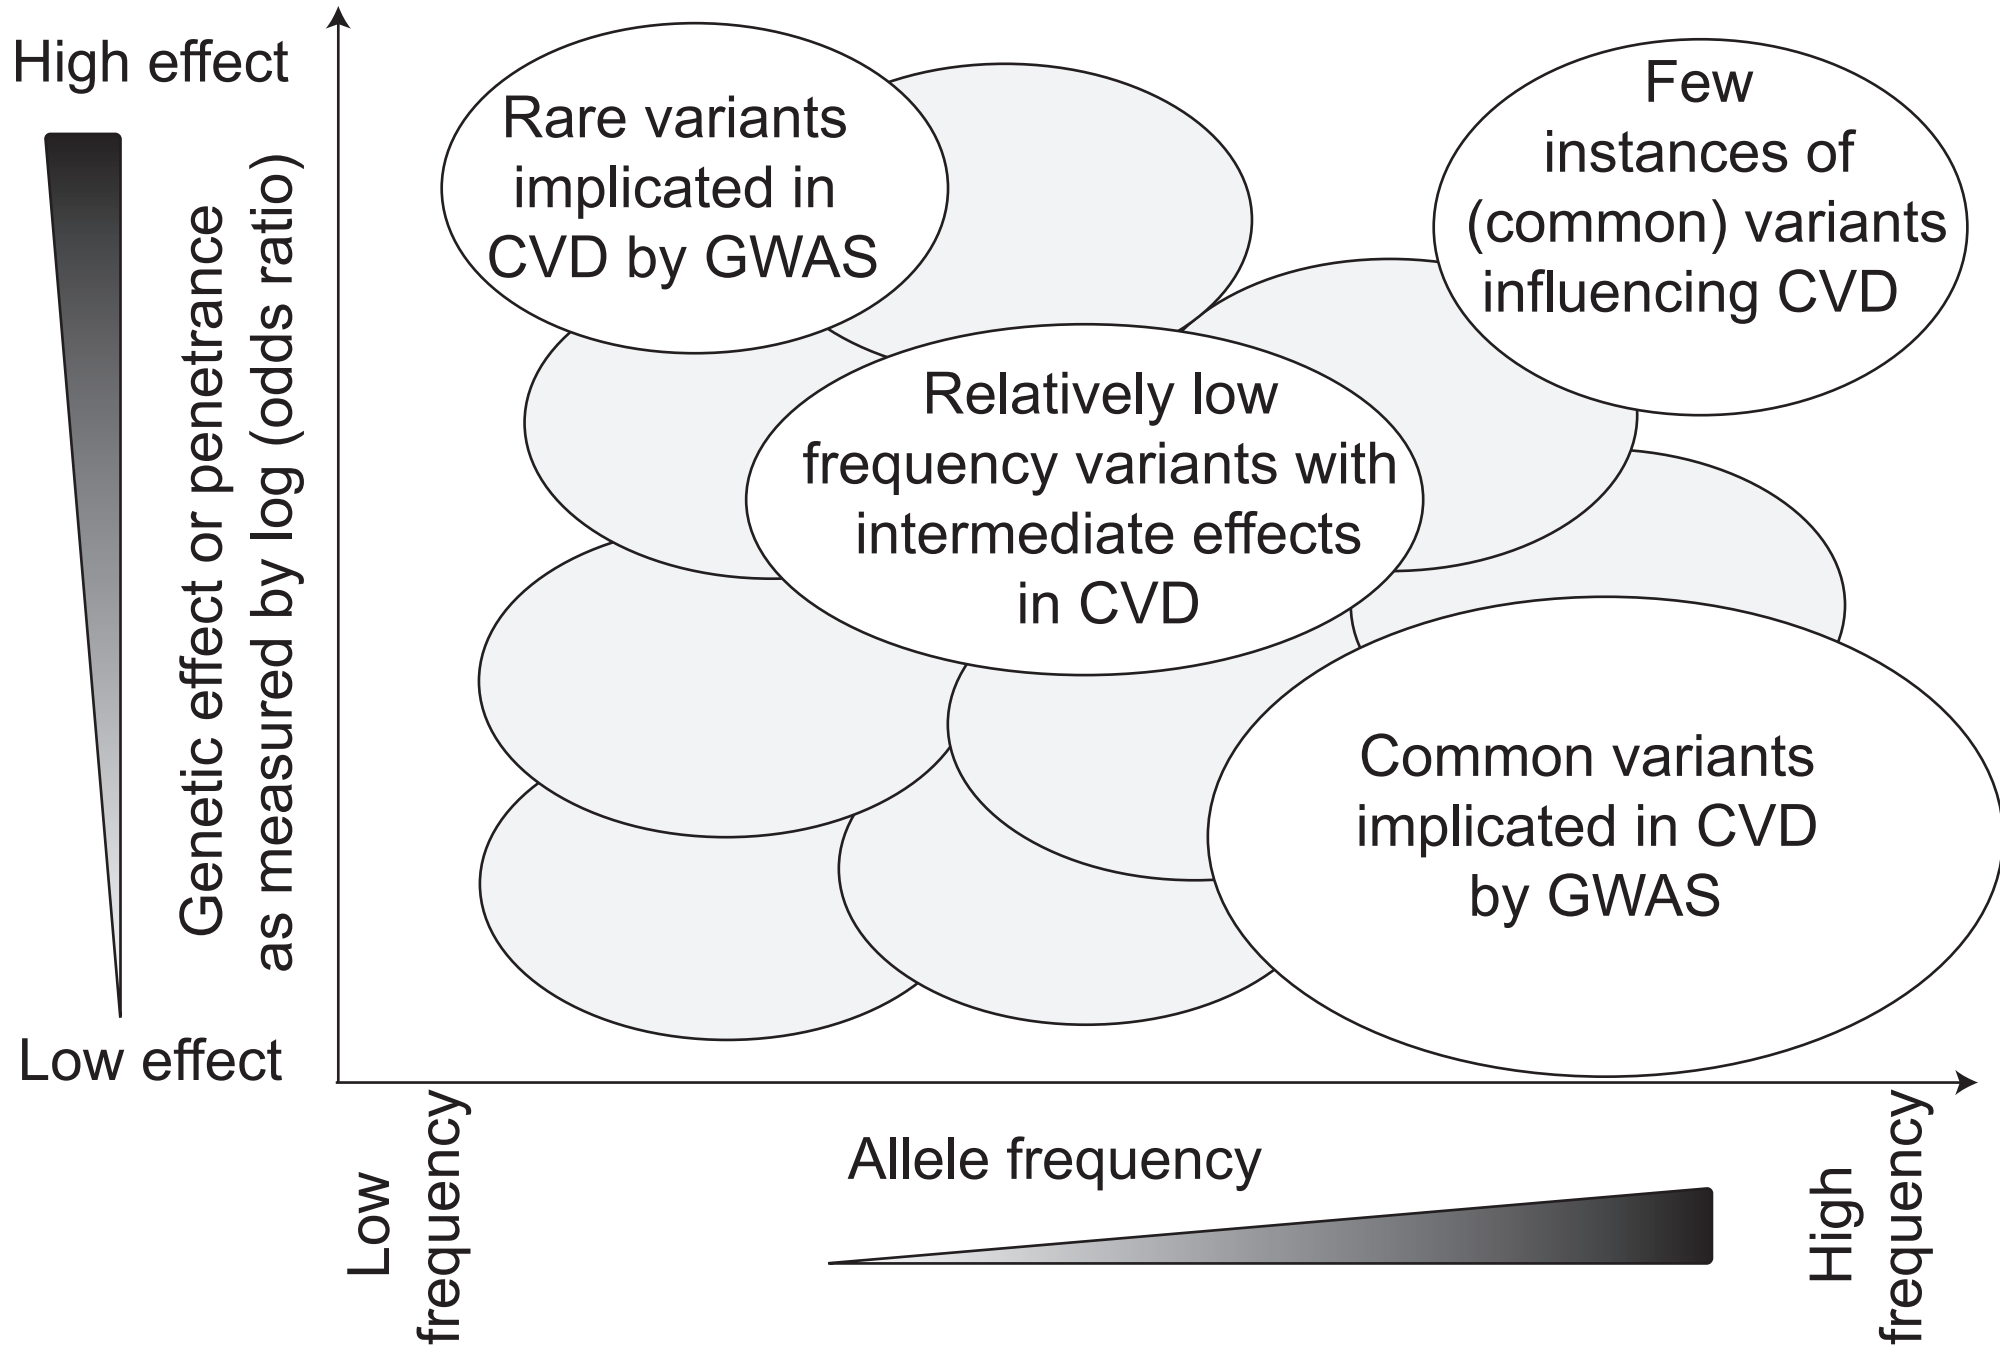 High effect
Genetic effect or penetrance
as measured by log (odds ratio)
Low effect
Rare variants
implicated in
CVD by GWAS
Few
instances of
(common) variants
influencing CVD
Relatively low
frequency variants with
intermediate effects
in CVD
Common variants
implicated in CVD
by GWAS
Low
frequency
Allele frequency
High
frequency